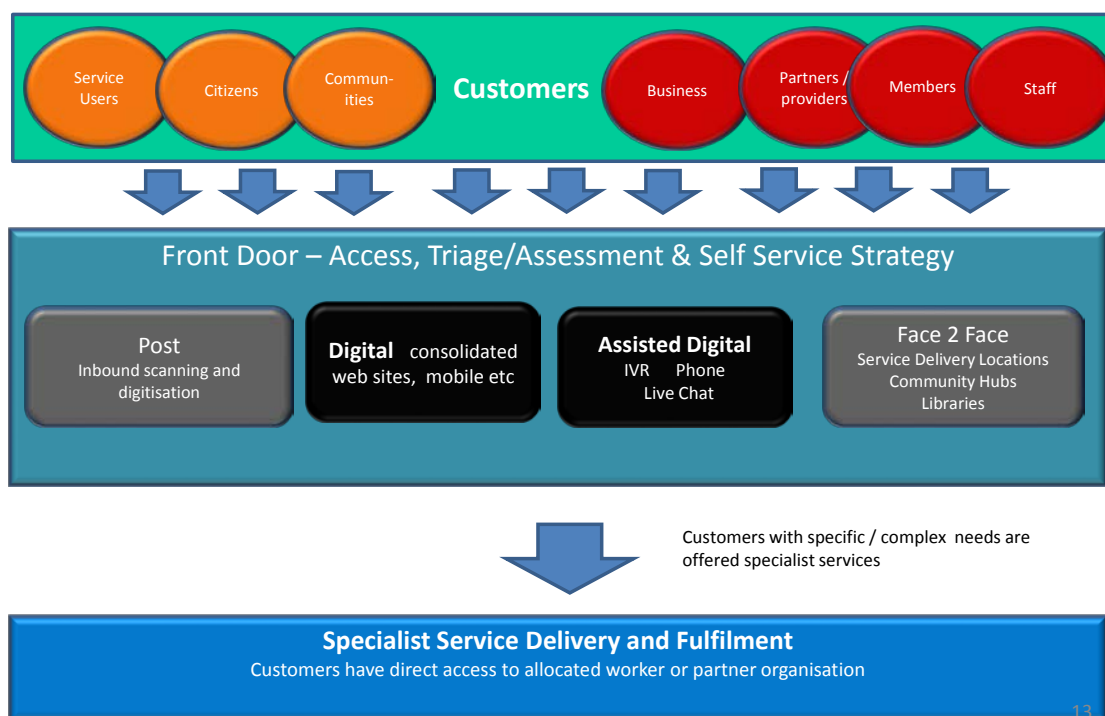 Service
Users
Citizens
Commun-
ities
Customers
Business
Partners /
providers
Members
Staff
Front Door – Access, Triage/Assessment & Self Service Strategy
Post
Inbound scanning and
digitisation
Digital consolidated
web sites, mobile etc
Assisted Digital
IVR Phone
Live Chat
Face 2 Face
Service Delivery Locations
Community Hubs
Libraries
Customers with specific / complex needs are
offered specialist services
Specialist Service Delivery and Fulfilment
Customers have direct access to allocated worker or partner organisation
13